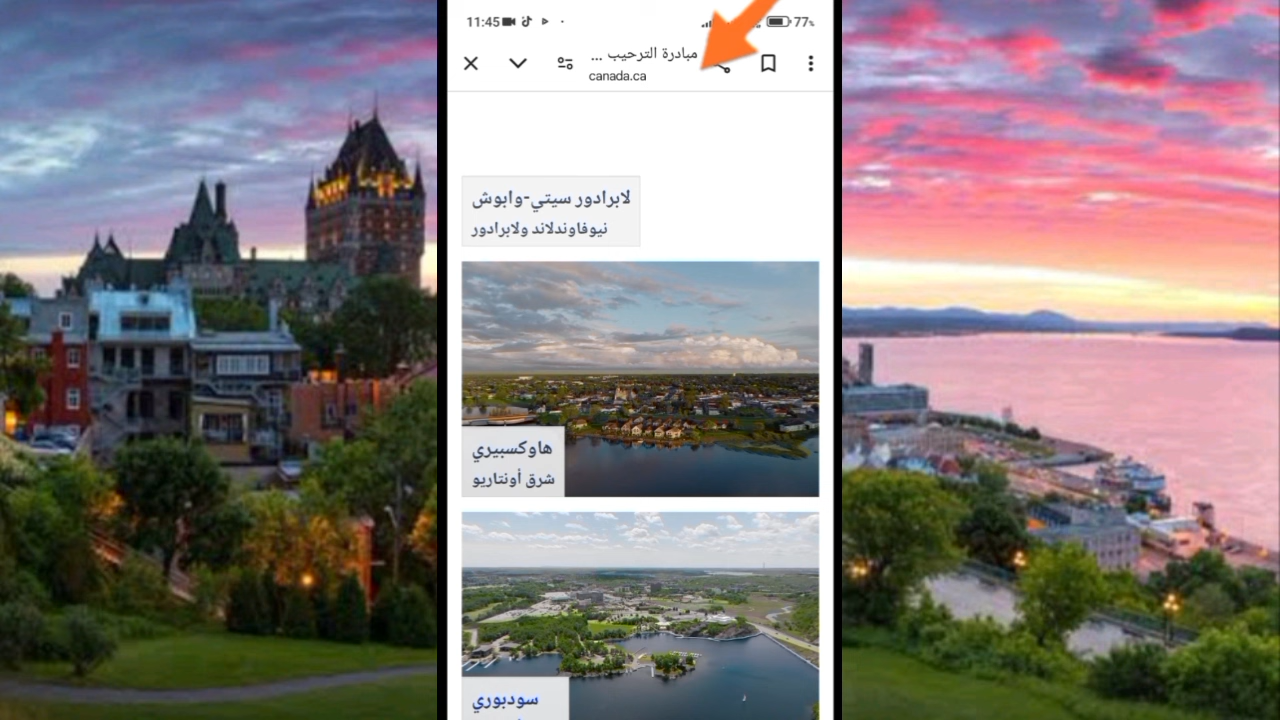 11:45
77%
مبادرة الترحيب ...
canada.ca
لابرادور سيتي-وابوش
نيوفاوندلاند ولابرادور
هاوكسبيري
شرق أونتاريو
سودبوري